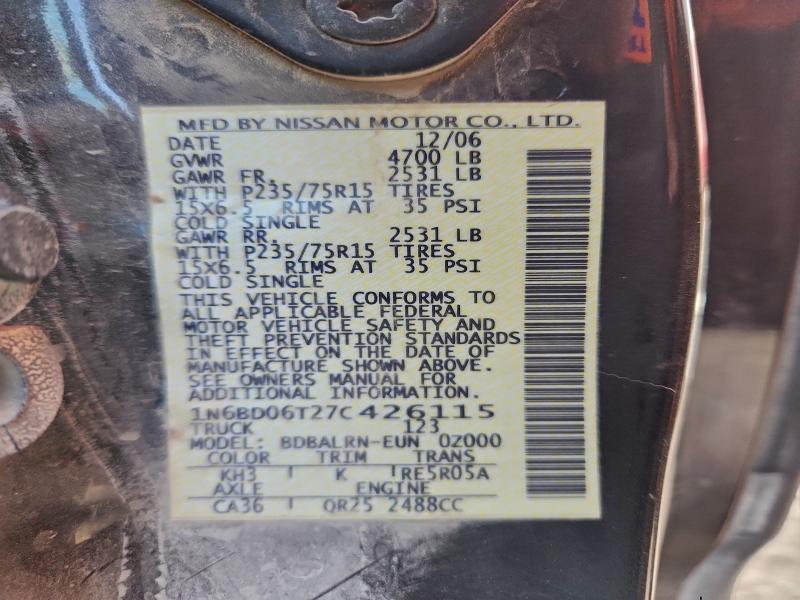 MFD BY NISSAN MOTOR CO., LTD.
DATE 12/06
GVWR 4700 LB
GAWR FR. 2531 LB
WITH P235/75R15 TIRES
15X6.5 RIMS AT 35 PSI
COLD SINGLE
GAWR RR. 2531 LB
WITH P235/75R15 TIRES
15X6.5 RIMS AT 35 PSI
COLD SINGLE
THIS VEHICLE CONFORMS TO
ALL APPLICABLE FEDERAL
MOTOR VEHICLE SAFETY AND
THEFT PREVENTION STANDARDS
IN EFFECT ON THE DATE OF
MANUFACTURE SHOWN ABOVE.
SEE OWNERS MANUAL FOR
ADDITIONAL INFORMATION.
1N6BD06T27C426115
TRUCK 123
MODEL: BDBALRN-EUN 0Z000
COLOR TRIM TRANS
KH3 K RE5R05A
AXLE ENGINE
CA36 QR25 2488CC